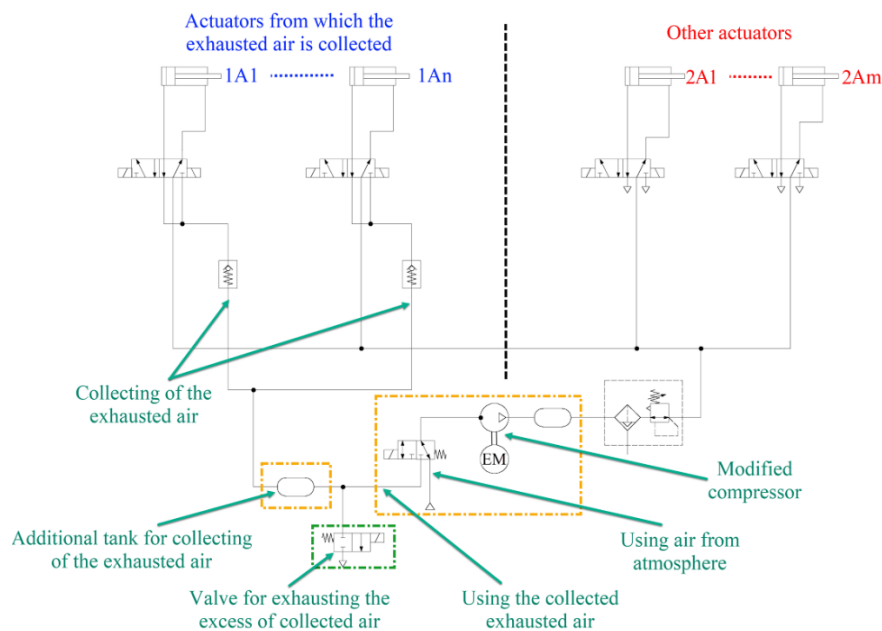 Actuators from which the
exhausted air is collected
Other actuators
1A1
1An
2A1
2Am
Collecting of the
exhausted air
EM
Modified
compressor
Additional tank for collecting
of the exhausted air
Using air from
atmosphere
Valve for exhausting the
excess of collected air
Using the collected
exhausted air